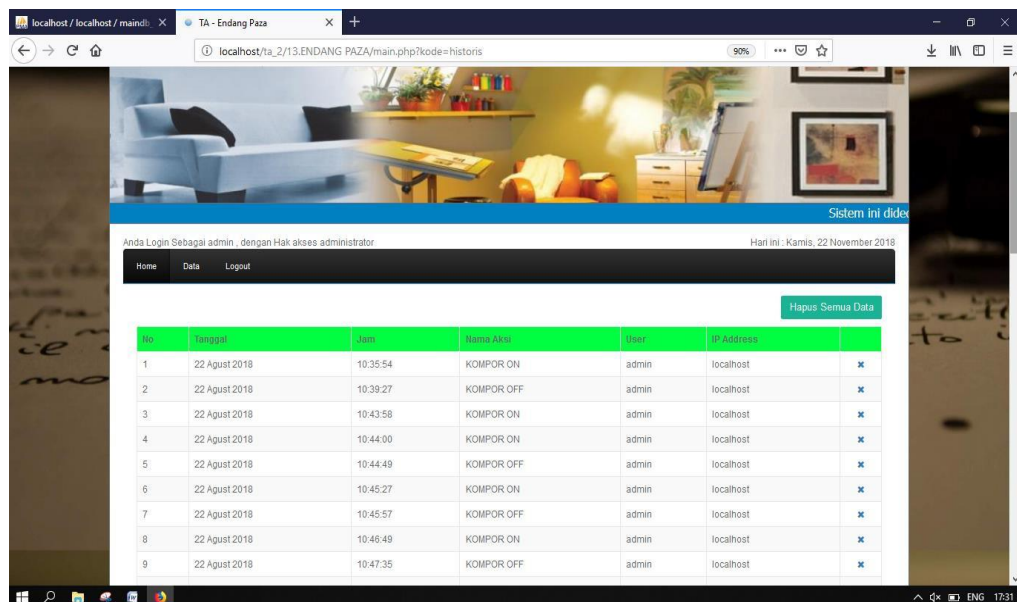 localhost / localhost / maindb
TA - Endang Paza
localhost/ta_2/13.ENDANG PAZA/main.php?kode=historis
90%
Sistem ini dided
Anda Login Sebagai admin , dengan Hak akses administrator
Hari ini : Kamis, 22 November 2018
Home Data Logout
Hapus Semua Data
No Tanggal Jam Nama Aksi User IP Address
1 22 Agust 2018 10:35:54 KOMPOR ON admin localhost
2 22 Agust 2018 10:39:27 KOMPOR OFF admin localhost
3 22 Agust 2018 10:43:58 KOMPOR ON admin localhost
4 22 Agust 2018 10:44:00 KOMPOR ON admin localhost
5 22 Agust 2018 10:44:49 KOMPOR OFF admin localhost
6 22 Agust 2018 10:45:27 KOMPOR ON admin localhost
7 22 Agust 2018 10:45:57 KOMPOR OFF admin localhost
8 22 Agust 2018 10:46:49 KOMPOR ON admin localhost
9 22 Agust 2018 10:47:35 KOMPOR OFF admin localhost
ENG 17:31